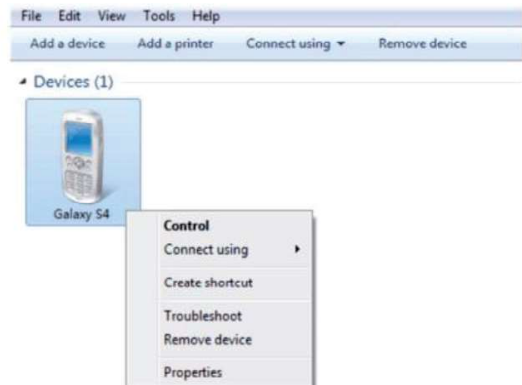 File Edit View Tools Help
Add a device Add a printer Connect using Remove device
Devices (1)
Galaxy S4
Control
Connect using
Create shortcut
Troubleshoot
Remove device
Properties